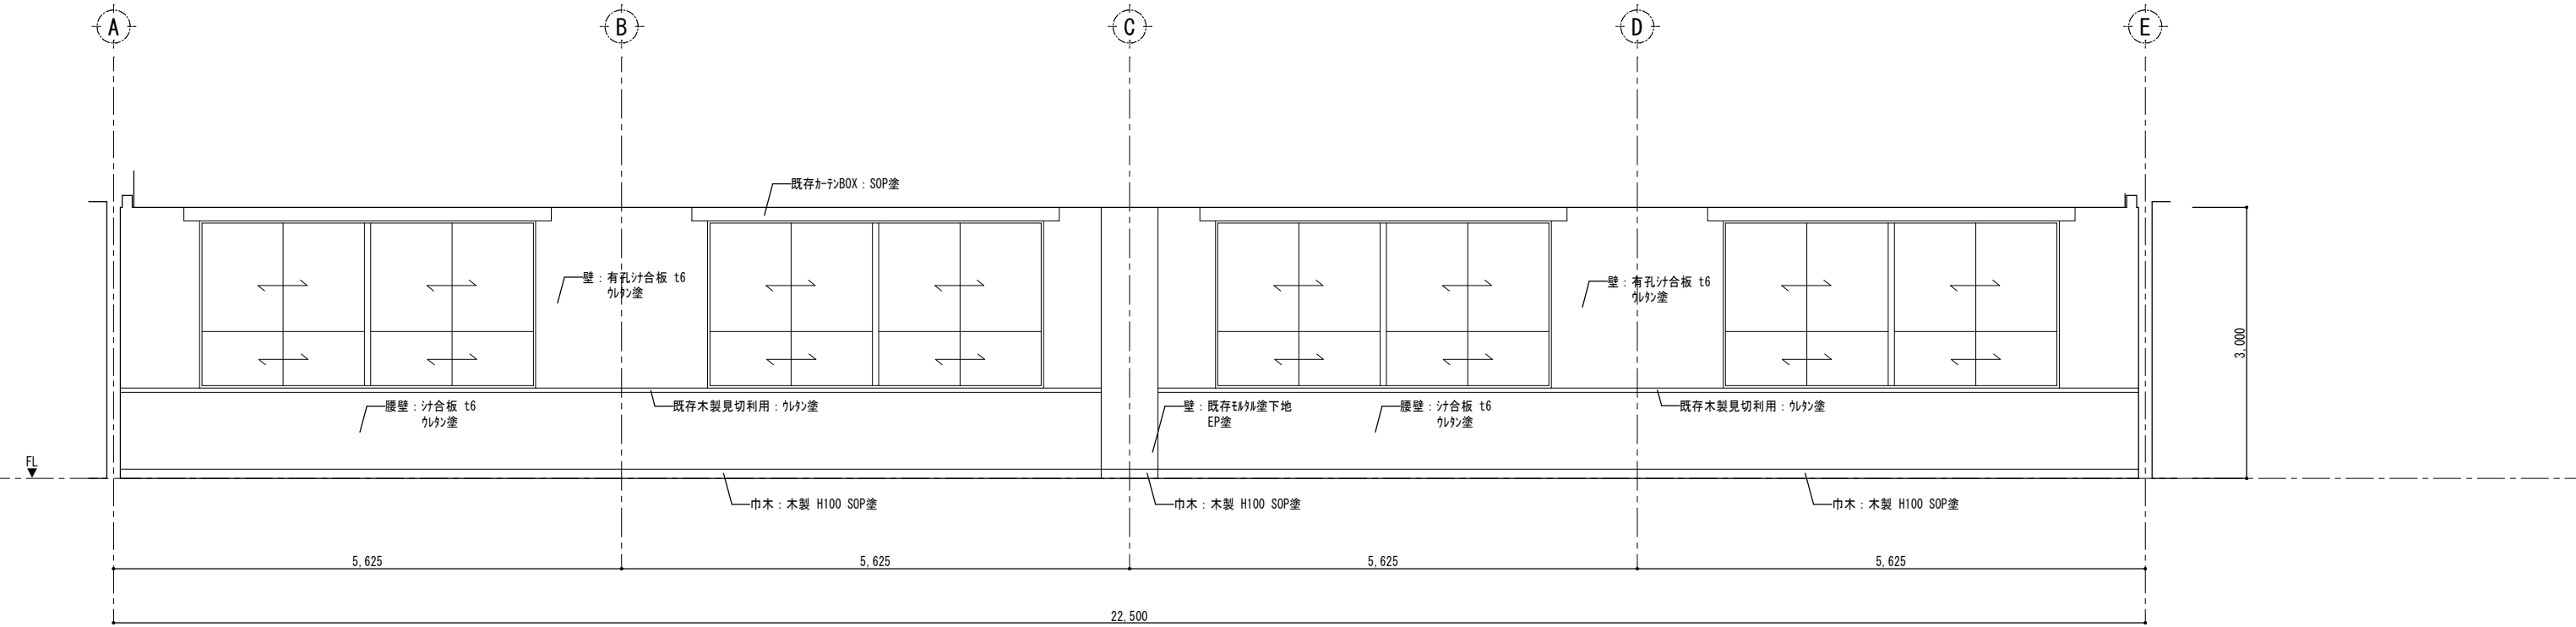 A B C D E
既存ｶｰﾃﾝBOX：SOP塗
壁：有孔ｼﾅ合板 t6
ｳﾚﾀﾝ塗
壁：有孔ｼﾅ合板 t6
ｳﾚﾀﾝ塗
3,000
腰壁：ｼﾅ合板 t6
ｳﾚﾀﾝ塗
既存木製見切利用：ｳﾚﾀﾝ塗
壁：既存ﾓﾙﾀﾙ塗下地
EP塗
腰壁：ｼﾅ合板 t6
ｳﾚﾀﾝ塗
既存木製見切利用：ｳﾚﾀﾝ塗
FL
巾木：木製 H100 SOP塗
巾木：木製 H100 SOP塗
巾木：木製 H100 SOP塗
5,625 5,625 5,625 5,625
22,500